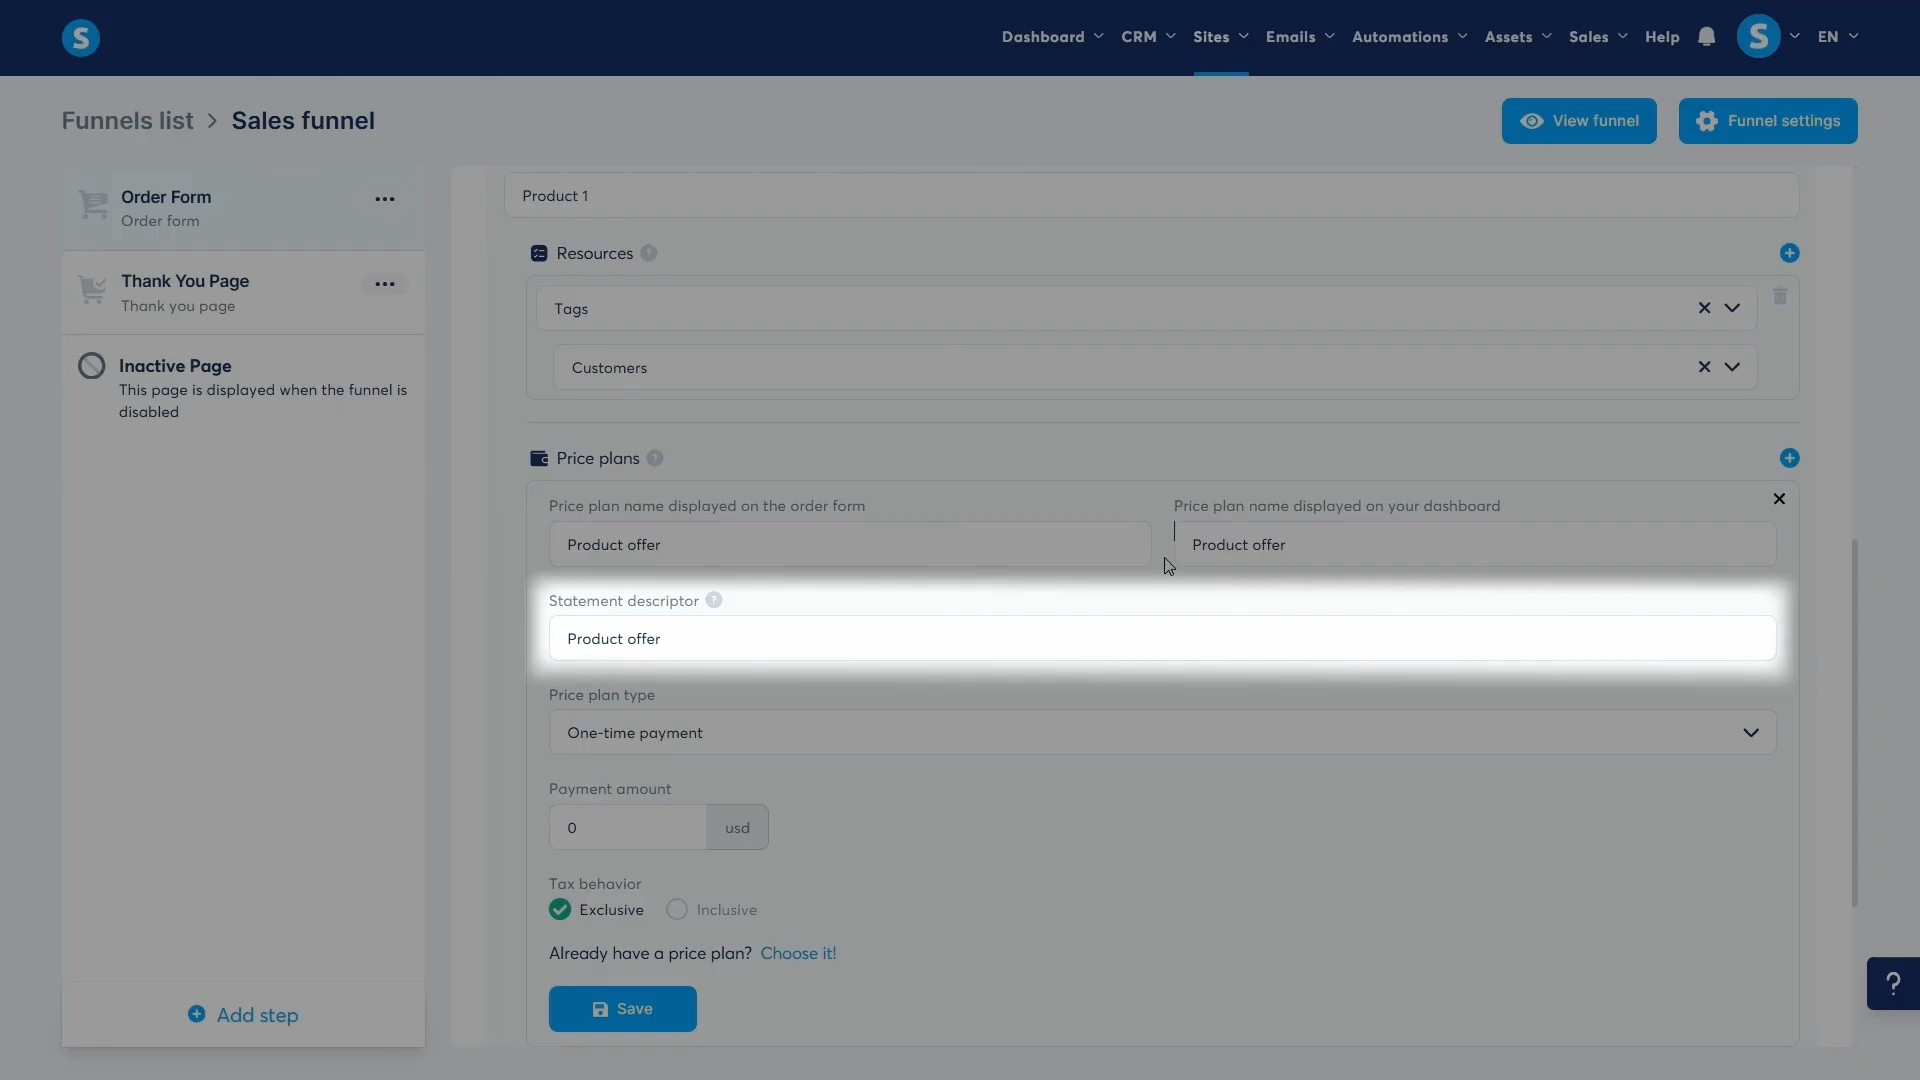 S
Dashboard CRM Sites Emails Automations Assets Sales Help S EN
Funnels list > Sales funnel
View funnel
Funnel settings
Order Form
Order form
Thank You Page
Thank you page
Inactive Page
This page is displayed when the funnel is
disabled
Add step
Product 1
Resources ?
Tags
Customers
Price plans ?
Price plan name displayed on the order form
Price plan name displayed on your dashboard
Product offer
Product offer
Statement descriptor ?
Product offer
Price plan type
One-time payment
Payment amount
0 usd
Tax behavior
Exclusive Inclusive
Already have a price plan? Choose it!
Save
?